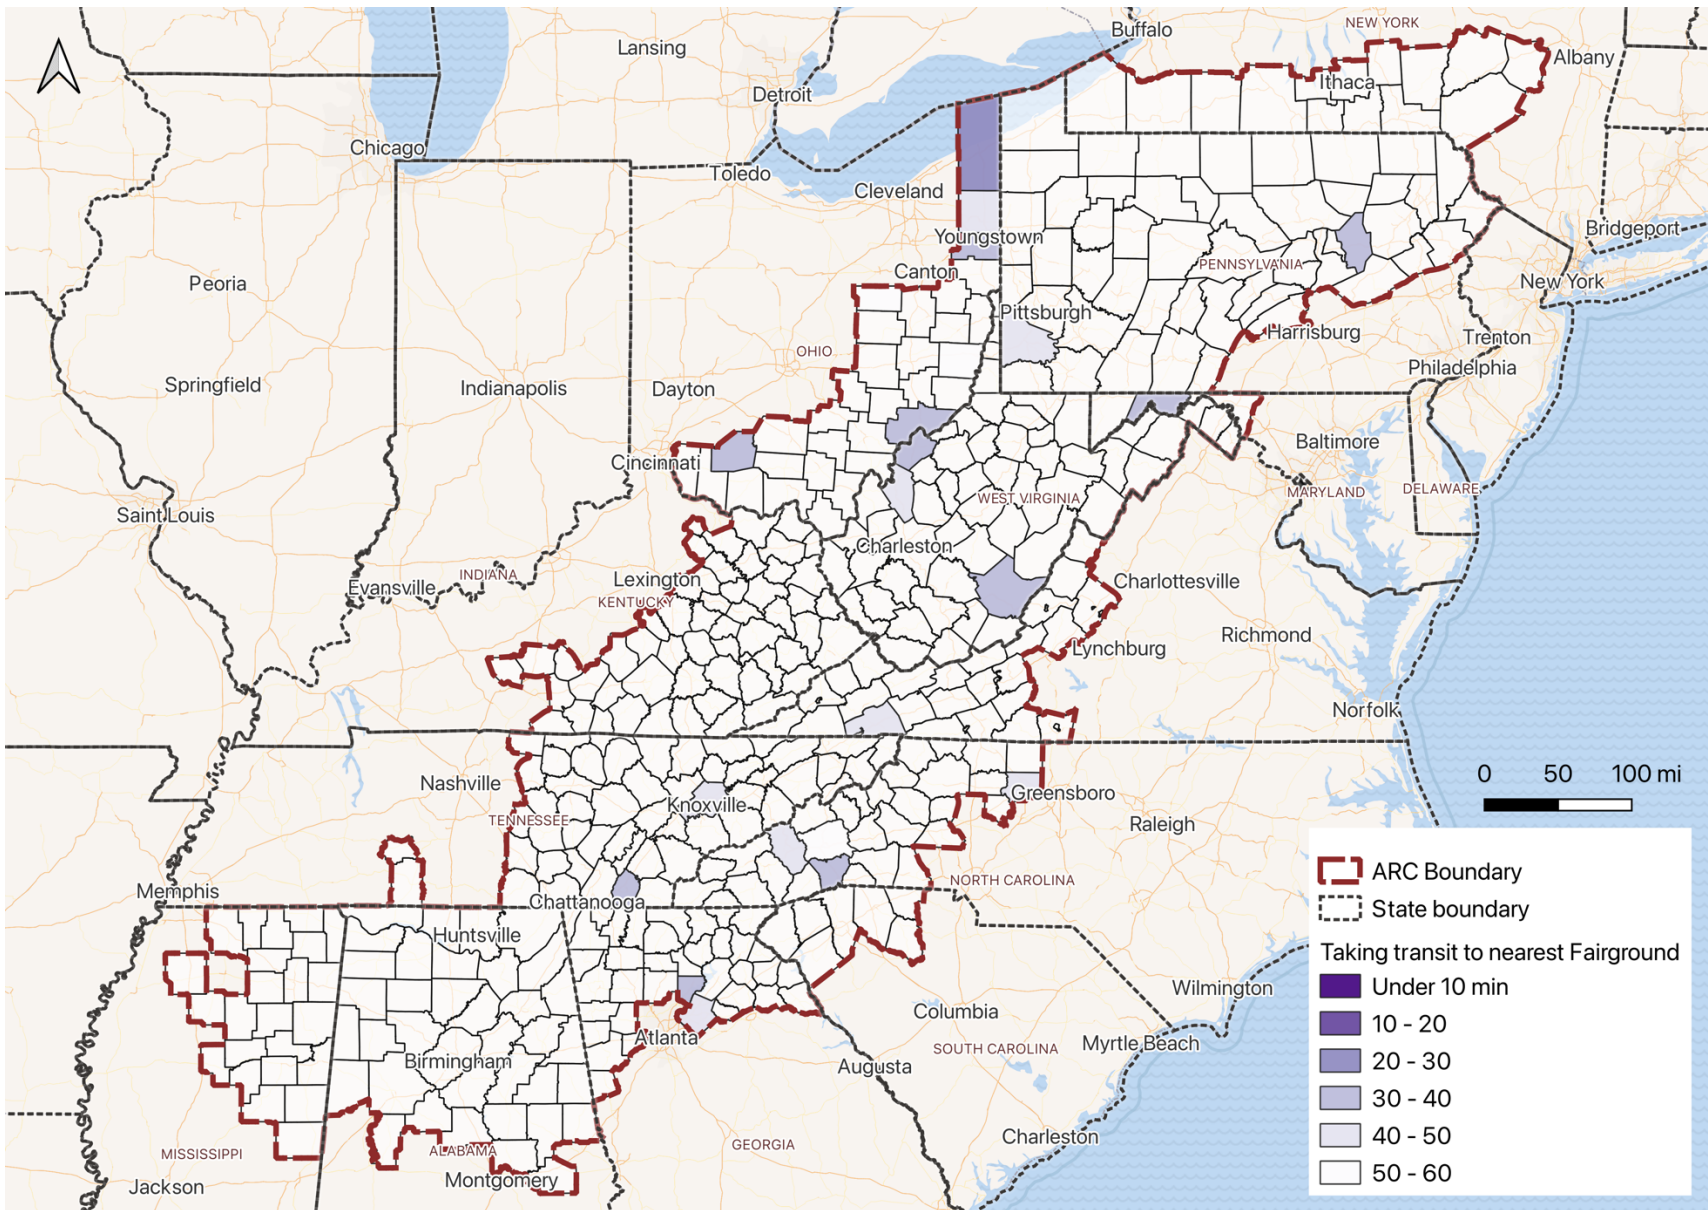 Buffalo
NEW YORK
Lansing
Albany
Ithaca
Detroit
Chicago
Toledo
Cleveland
Youngstown
Bridgeport
PENNSYLVANIA
Canton
Peoria
New York
Pittsburgh
Harrisburg
Trenton
OHIO
Philadelphia
Springfield
Indianapolis
Dayton
Baltimore
Cincinnati
WEST VIRGINIA
MARYLAND
DELAWARE
Saint Louis
Charleston
INDIANA
Evansville
Lexington
Charlottesville
KENTUCKY
Richmond
Lynchburg
Norfolk
0 50 100 mi
Nashville
Knoxville
Greensboro
TENNESSEE
Raleigh
Memphis
NORTH CAROLINA
Chattanooga
Huntsville
Wilmington
Columbia
Atlanta
SOUTH CAROLINA
Myrtle Beach
Birmingham
Augusta
Charleston
GEORGIA
MISSISSIPPI
ALABAMA
Montgomery
Jackson
ARC Boundary
State boundary
Taking transit to nearest Fairground
Under 10 min
10 - 20
20 - 30
30 - 40
40 - 50
50 - 60